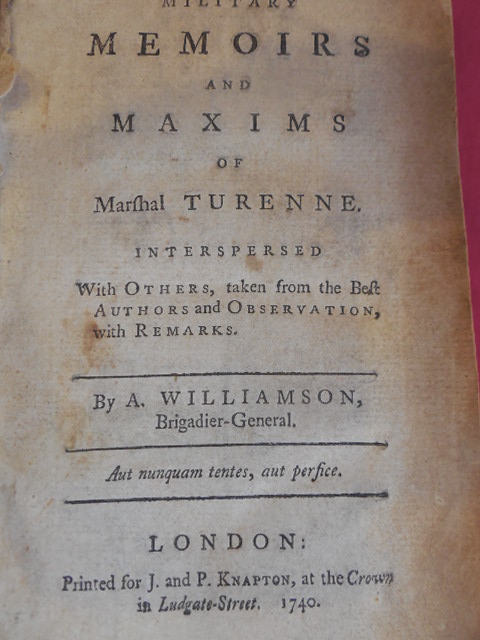 MILITARY
MEMOIRS
AND
MAXIMS
OF
Marſhal TURENNE.
INTERSPERSED
With OTHERS, taken from the Beſt
AUTHORS and OBSERVATION,
with REMARKS.
By A. WILLIAMSON,
Brigadier-General.
Aut nunquam tentes, aut perfice.
LONDON:
Printed for J. and P. KNAPTON, at the Crown
in Ludgate-Street. 1740.